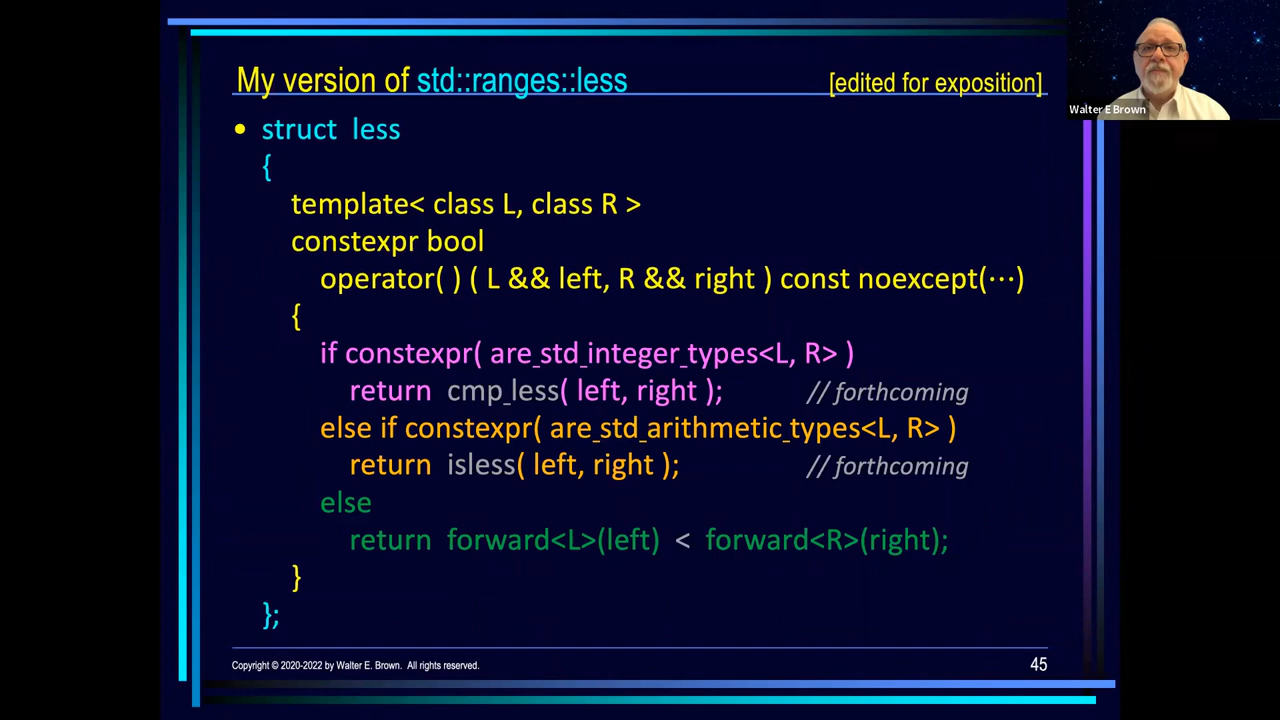 My version of std::ranges::less [edited for exposition]
Walter E Brown
• struct less
{
template< class L, class R >
constexpr bool
operator( ) ( L && left, R && right ) const noexcept(⋯)
{
if constexpr( are_std_integer_types<L, R> )
return cmp_less( left, right ); // forthcoming
else if constexpr( are_std_arithmetic_types<L, R> )
return isless( left, right ); // forthcoming
else
return forward<L>(left) < forward<R>(right);
}
};
Copyright © 2020-2022 by Walter E. Brown. All rights reserved. 45